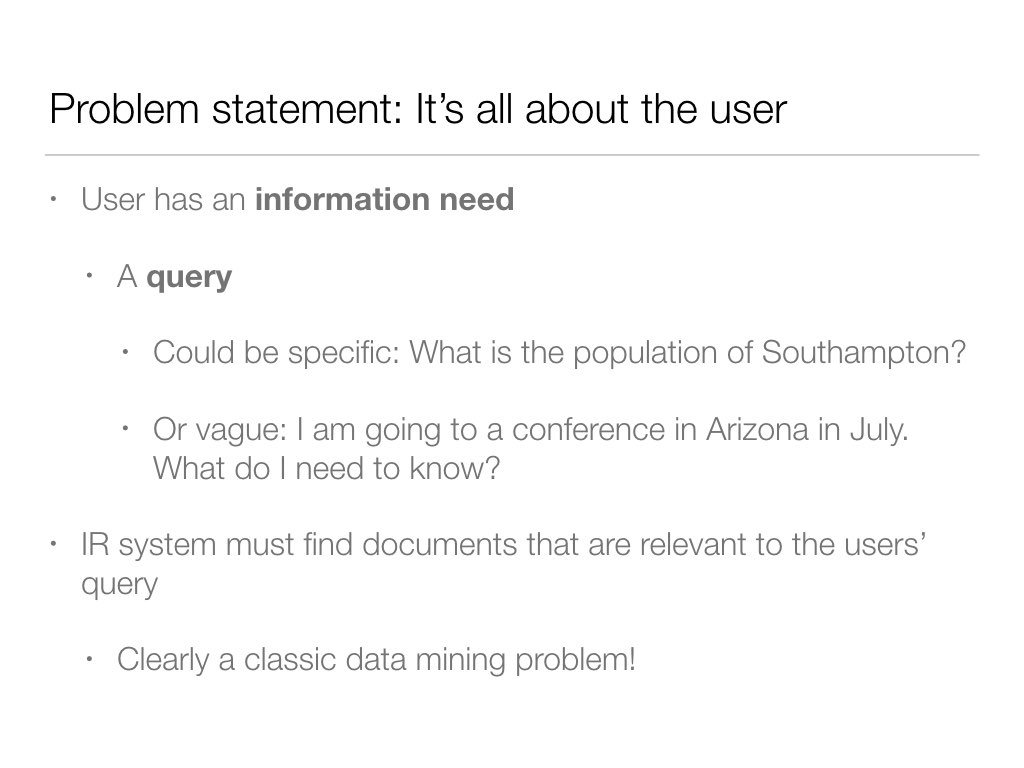 Problem statement: It’s all about the user
• User has an information need
• A query
• Could be specific: What is the population of Southampton?
• Or vague: I am going to a conference in Arizona in July.
What do I need to know?
• IR system must find documents that are relevant to the users’
query
• Clearly a classic data mining problem!